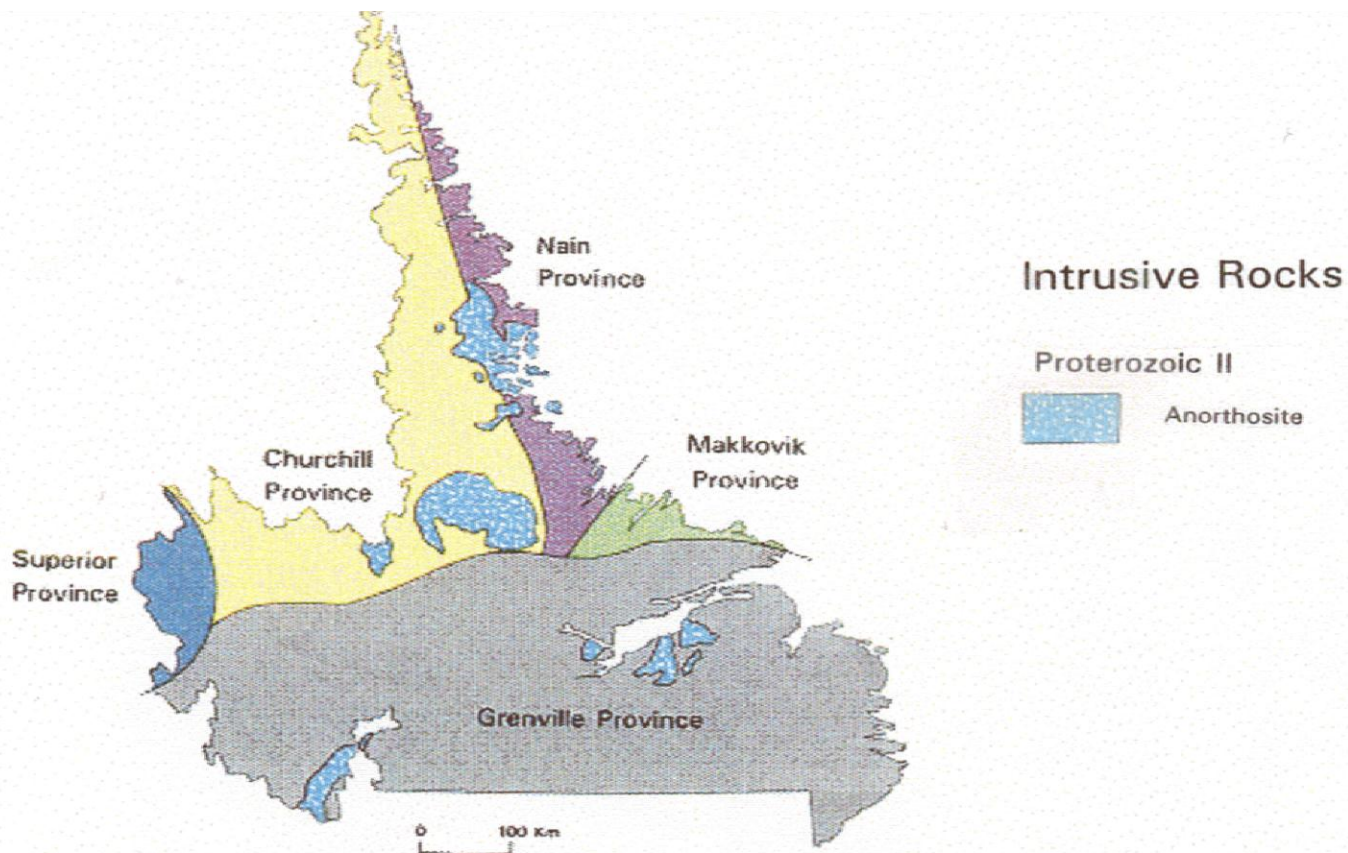 Nain
Province
Intrusive Rocks
Proterozoic II
Anorthosite
Makkovik
Province
Churchill
Province
Superior
Province
Grenville Province
0 100 Km